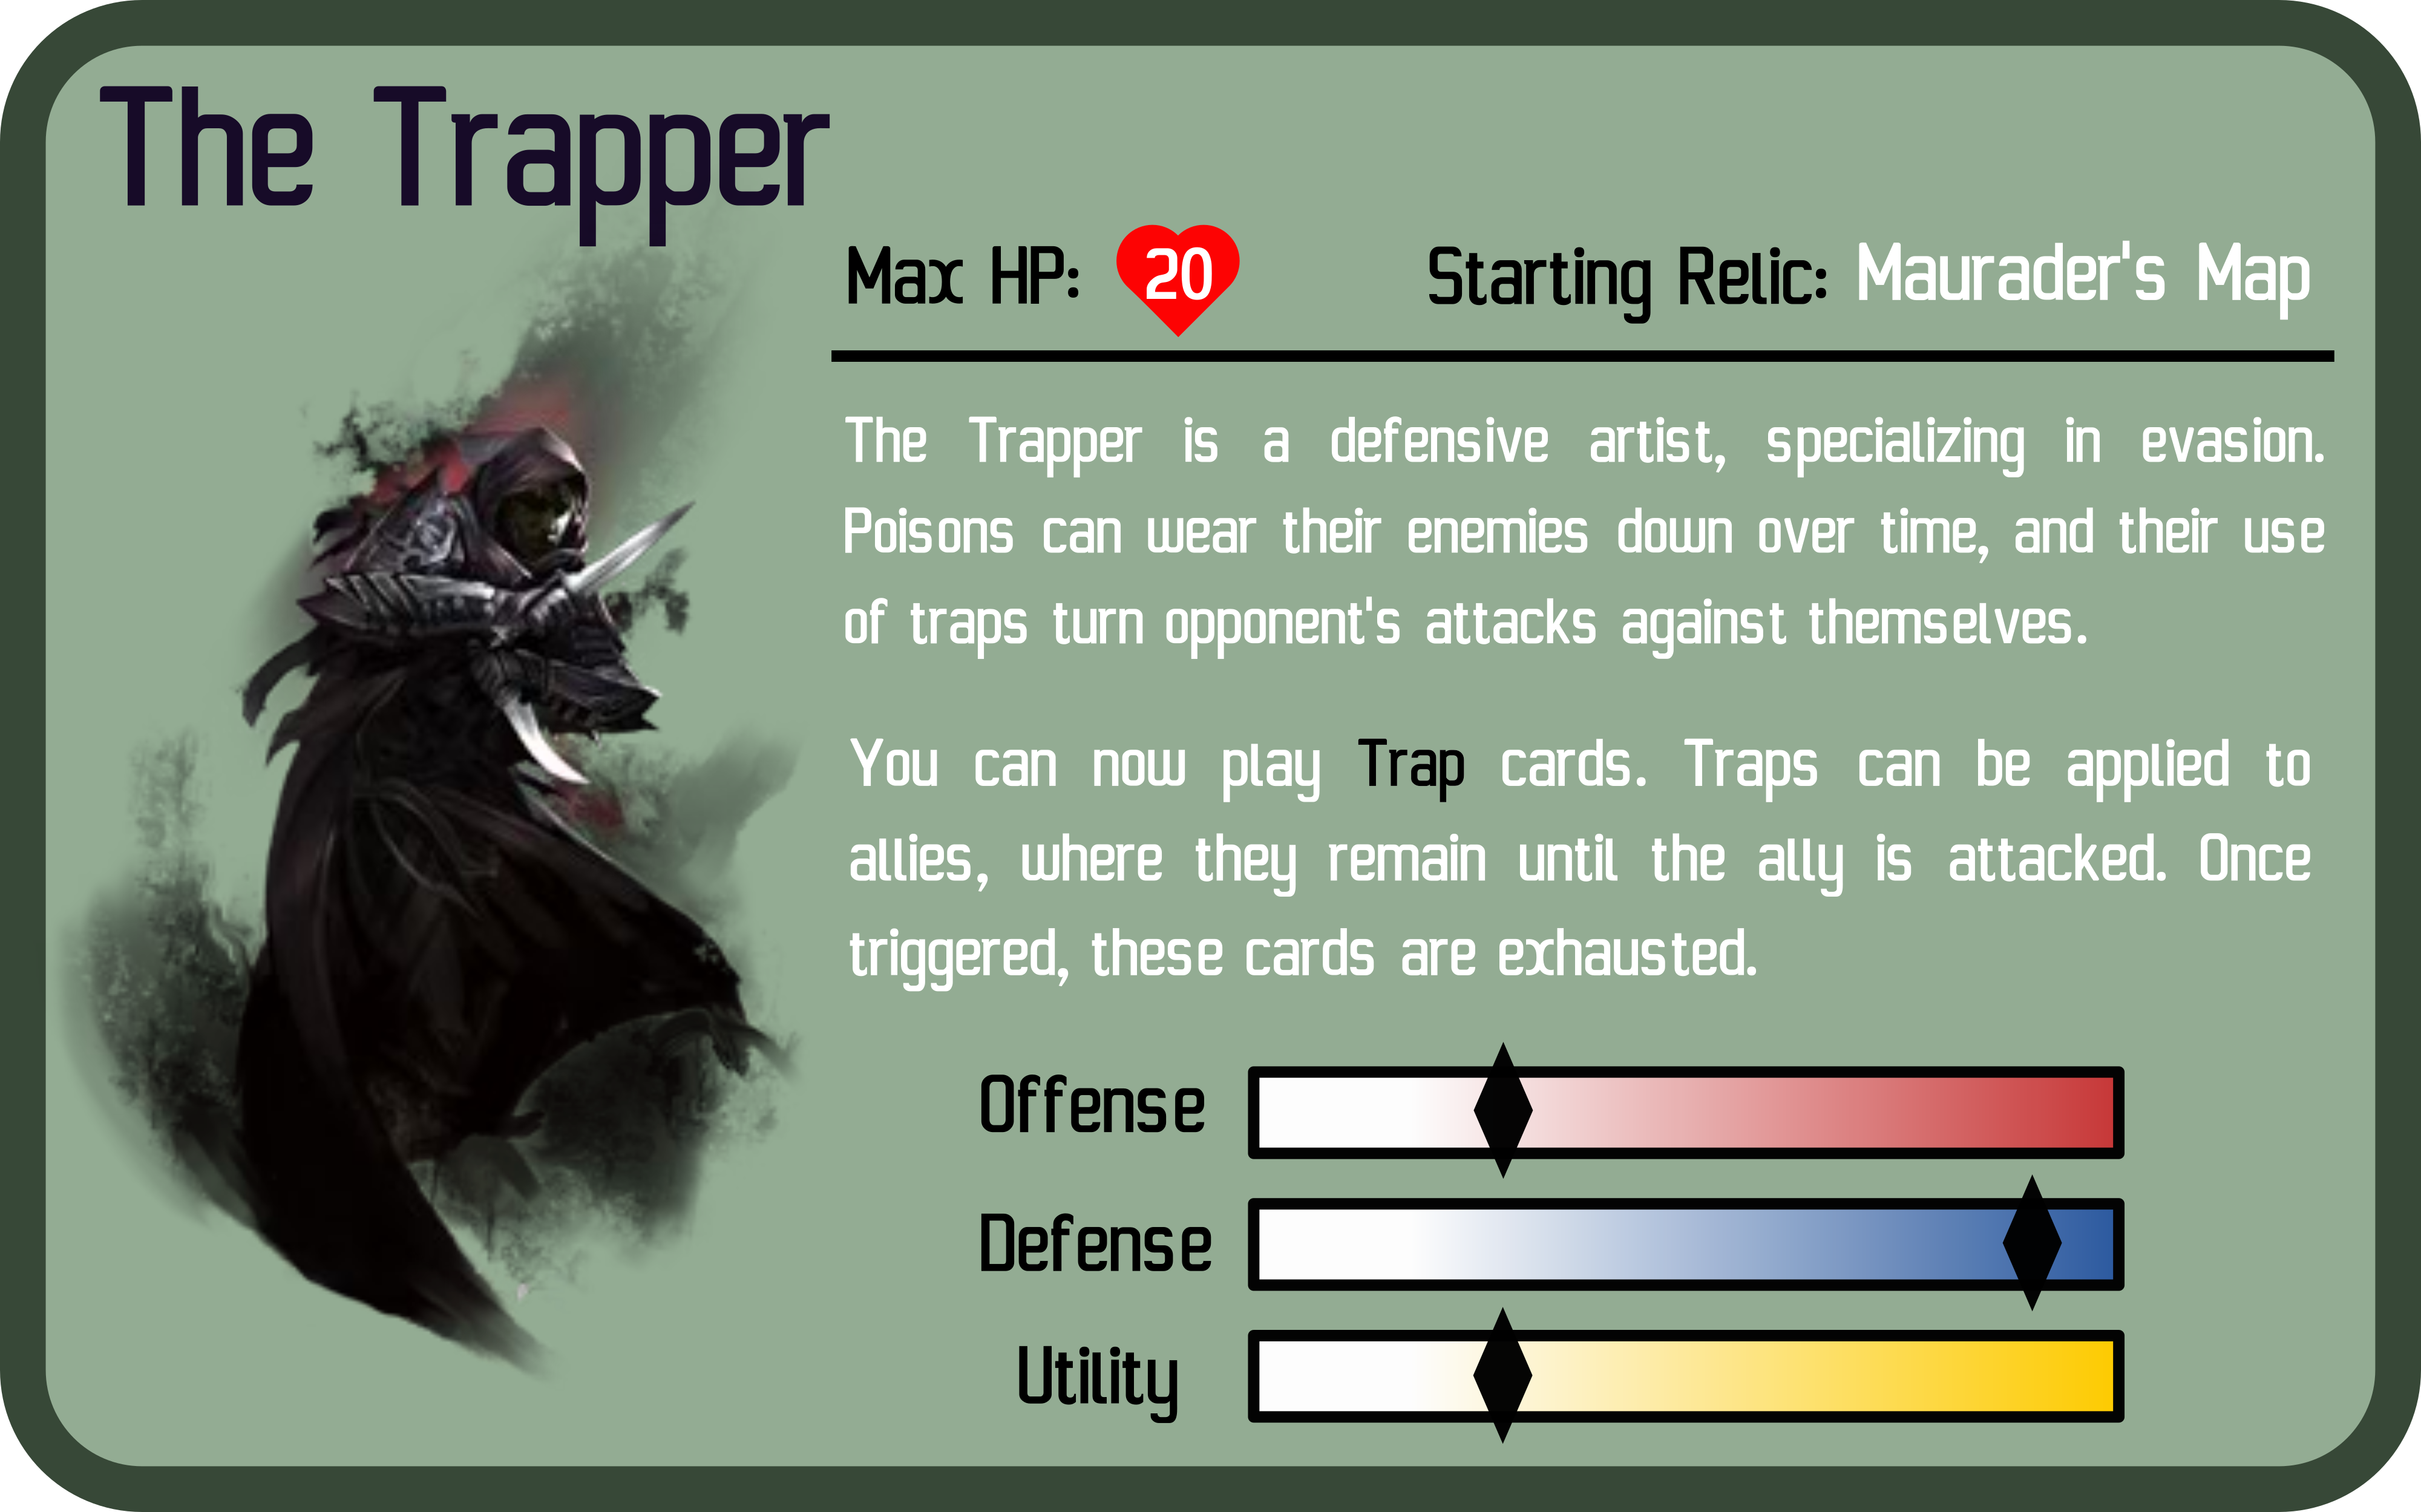 The Trapper
Max HP: 20 Starting Relic: Maurader's Map
The Trapper is a defensive artist, specializing in evasion.
Poisons can wear their enemies down over time, and their use
of traps turn opponent's attacks against themselves.
You can now play Trap cards. Traps can be applied to
allies, where they remain until the ally is attacked. Once
triggered, these cards are exhausted.
Offense
Defense
Utility